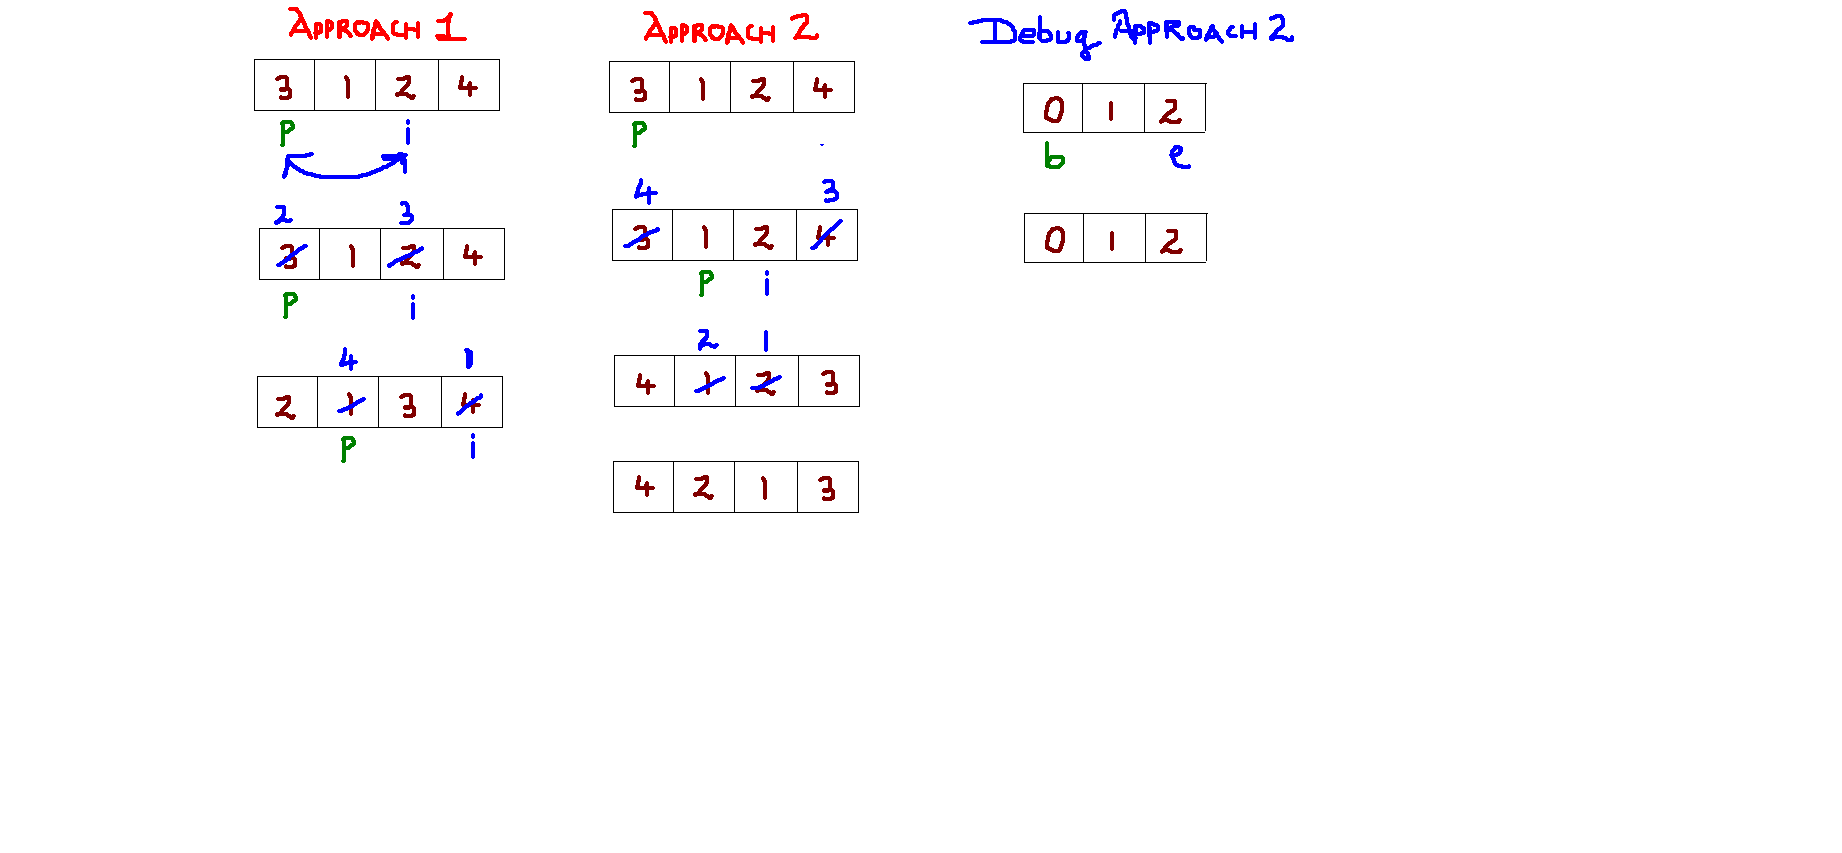 APPROACH 1
3 1 2 4
P i
2 3
3 1 2 4
P i
4 1
2 1 3 4
P i
APPROACH 2
3 1 2 4
P
4 3
3 1 2 4
P i
2 1
4 1 2 3
4 2 1 3
Debug APPROACH 2
0 1 2
b e
0 1 2